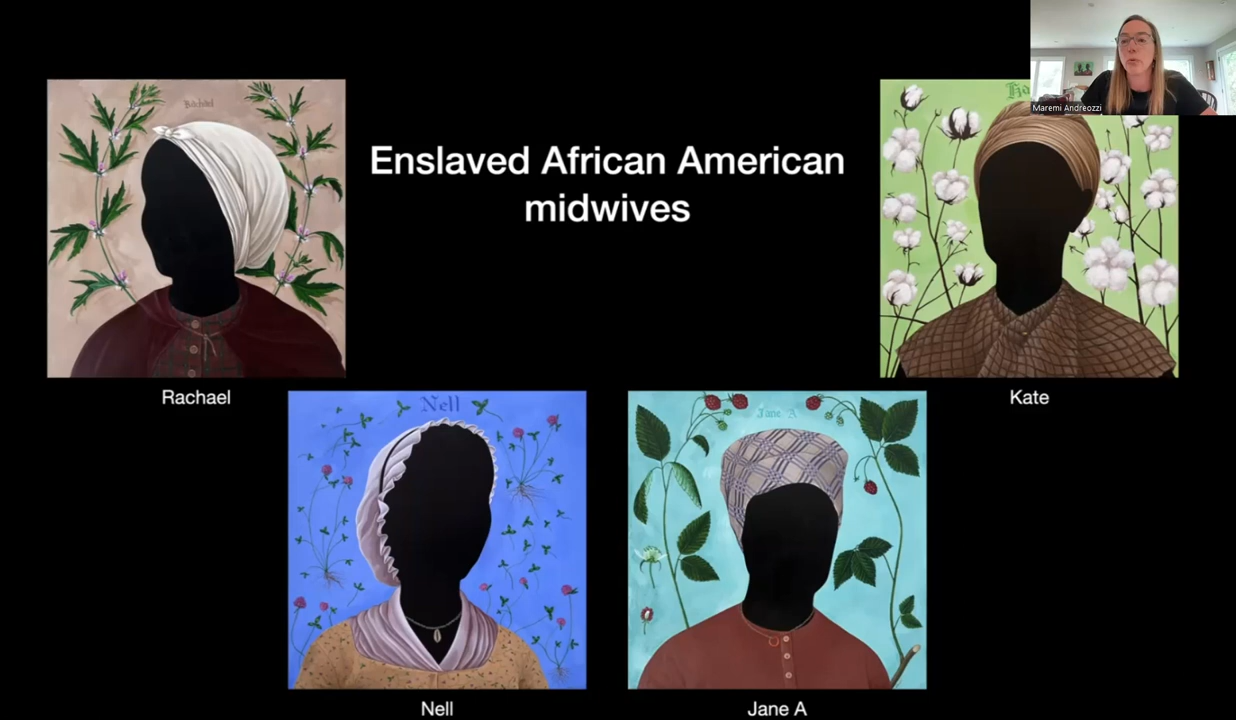 Maremi Andreozzi
Rachael
Enslaved African American
midwives
Rachael
Kate
Nell
Jane A
Nell
Jane A